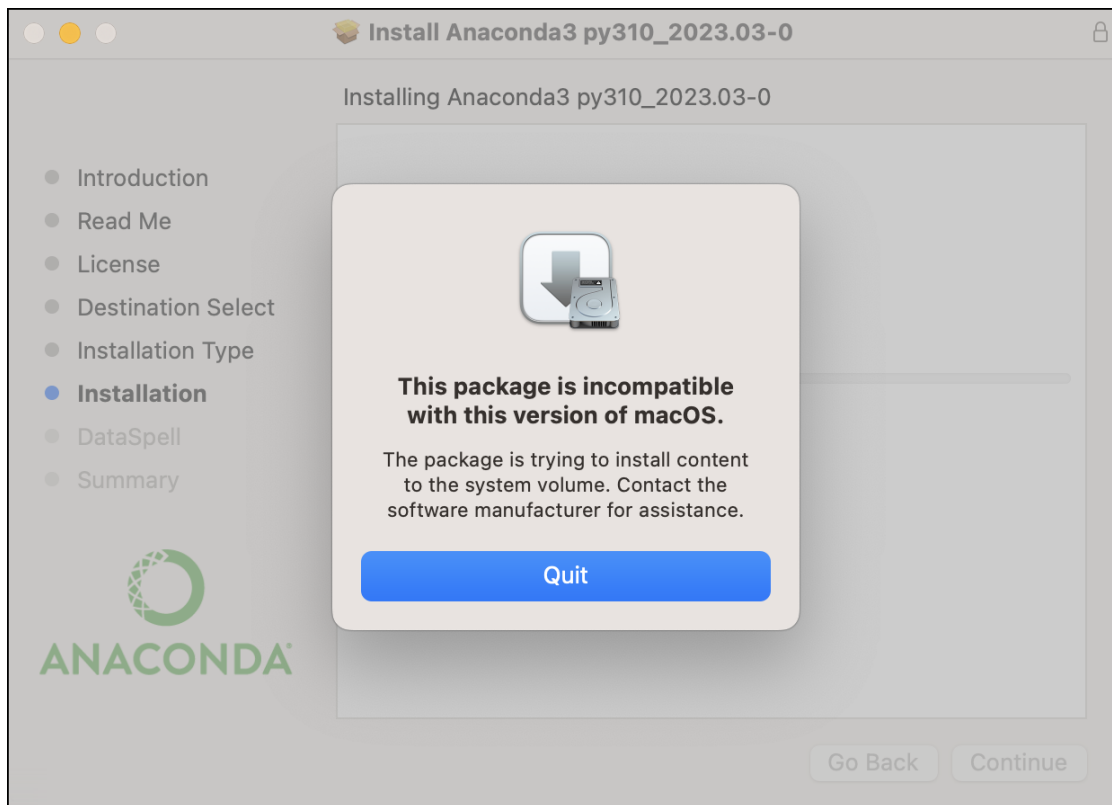 Install Anaconda3 py310_2023.03-0
Installing Anaconda3 py310_2023.03-0
Introduction
Read Me
License
Destination Select
Installation Type
Installation
DataSpell
Summary
This package is incompatible
with this version of macOS.
The package is trying to install content
to the system volume. Contact the
software manufacturer for assistance.
Quit
ANACONDA
Go Back
Continue